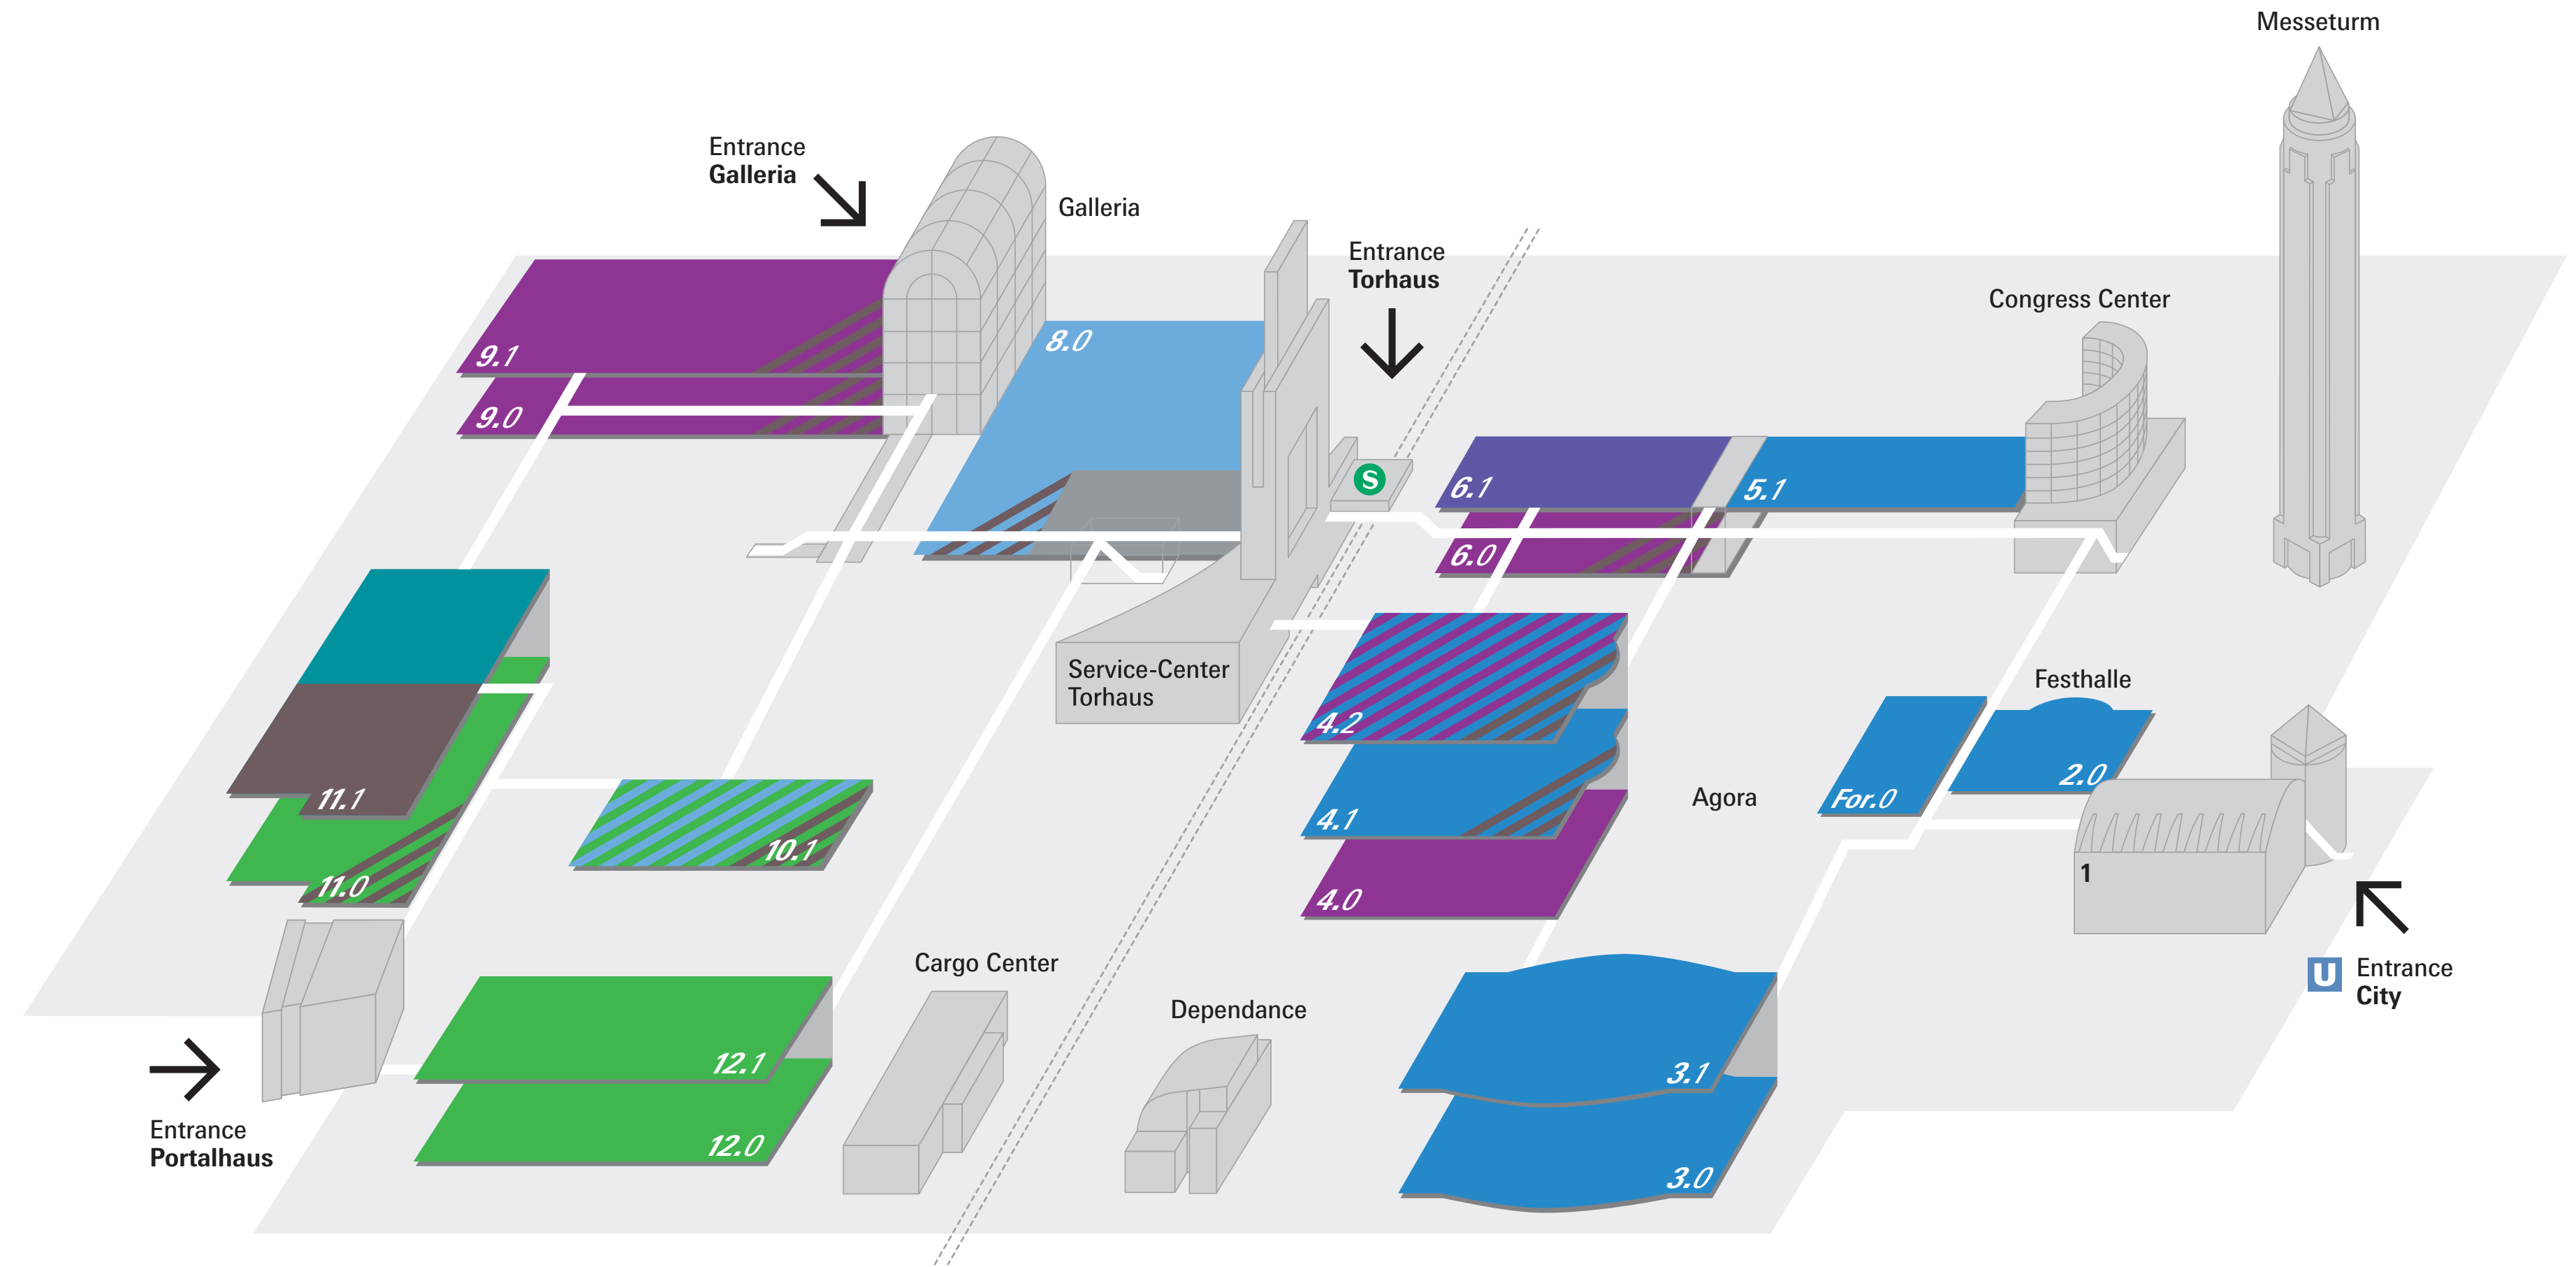 Messeturm
Entrance
Galleria
Galleria
Entrance
Torhaus
Congress Center
9.1
8.0
9.0
S
6.1
5.1
6.0
Service-Center
Torhaus
Festhalle
4.2
2.0
11.1
For.0
Agora
4.1
10.1
1
11.0
4.0
Cargo Center
U
Entrance
City
Dependance
12.1
3.1
Entrance
Portalhaus
12.0
3.0